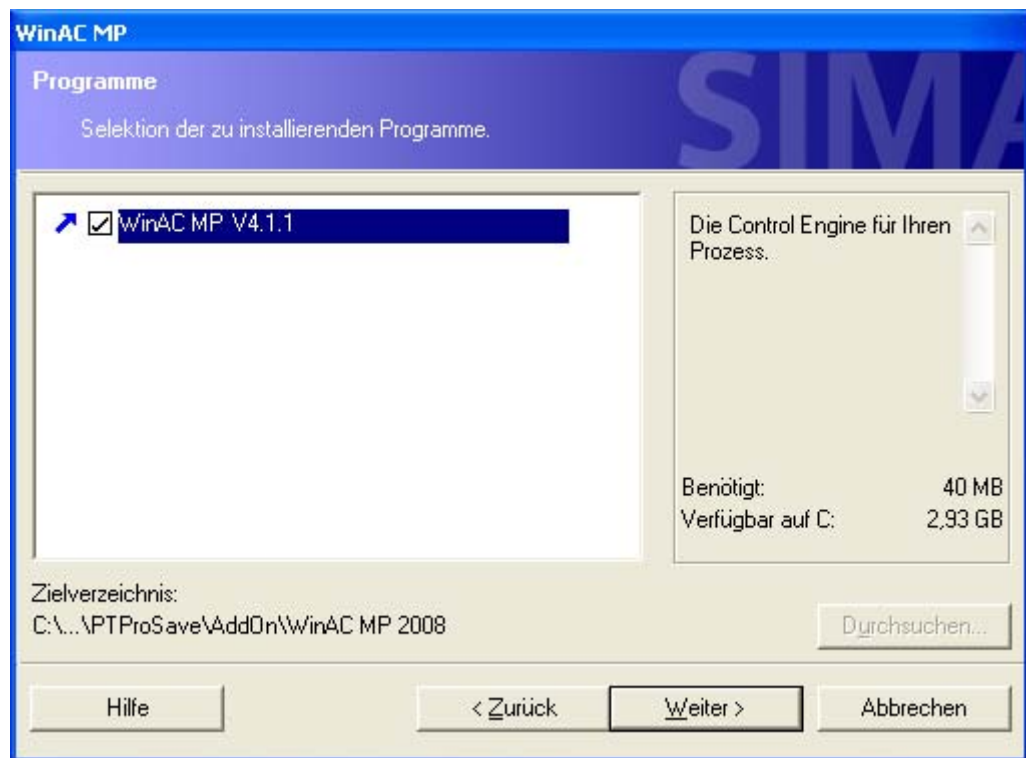 WinAC MP
Programme
Selektion der zu installierenden Programme.
SIMA
WinAC MP V4.1.1
Die Control Engine für Ihren
Prozess.
Benötigt: 40 MB
Verfügbar auf C: 2,93 GB
Zielverzeichnis:
C:\...\PTProSave\AddOn\WinAC MP 2008
Durchsuchen...
Hilfe
< Zurück
Weiter >
Abbrechen